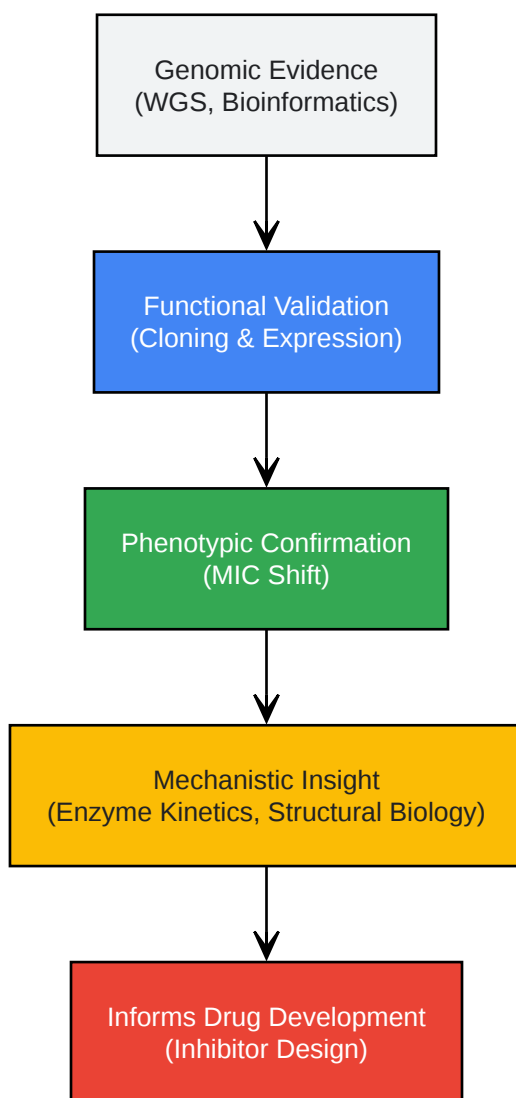 Genomic Evidence
(WGS, Bioinformatics)
Functional Validation
(Cloning & Expression)
Phenotypic Confirmation
(MIC Shift)
Mechanistic Insight
(Enzyme Kinetics, Structural Biology)
Informs Drug Development
(Inhibitor Design)